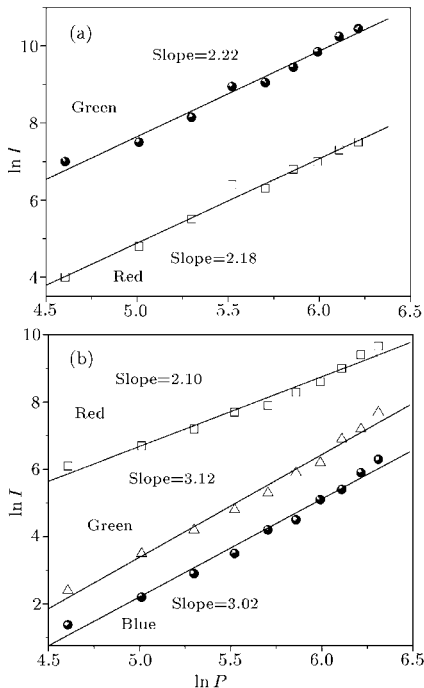 (a)
Slope=2.22
Green
Slope=2.18
Red
ln I
10
8
6
4
4.5 5.0 5.5 6.0 6.5
(b)
Slope=2.10
Red
Slope=3.12
Green
Slope=3.02
Blue
ln I
10
8
6
4
2
4.5 5.0 5.5 6.0 6.5
ln P